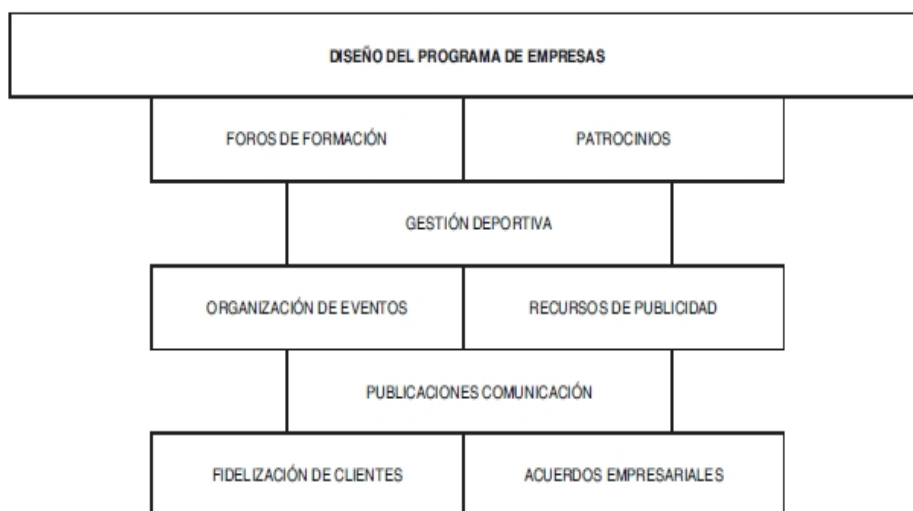 DISEÑO DEL PROGRAMA DE EMPRESAS
FOROS DE FORMACIÓN
PATROCINIOS
GESTIÓN DEPORTIVA
ORGANIZACIÓN DE EVENTOS
RECURSOS DE PUBLICIDAD
PUBLICACIONES COMUNICACIÓN
FIDELIZACIÓN DE CLIENTES
ACUERDOS EMPRESARIALES